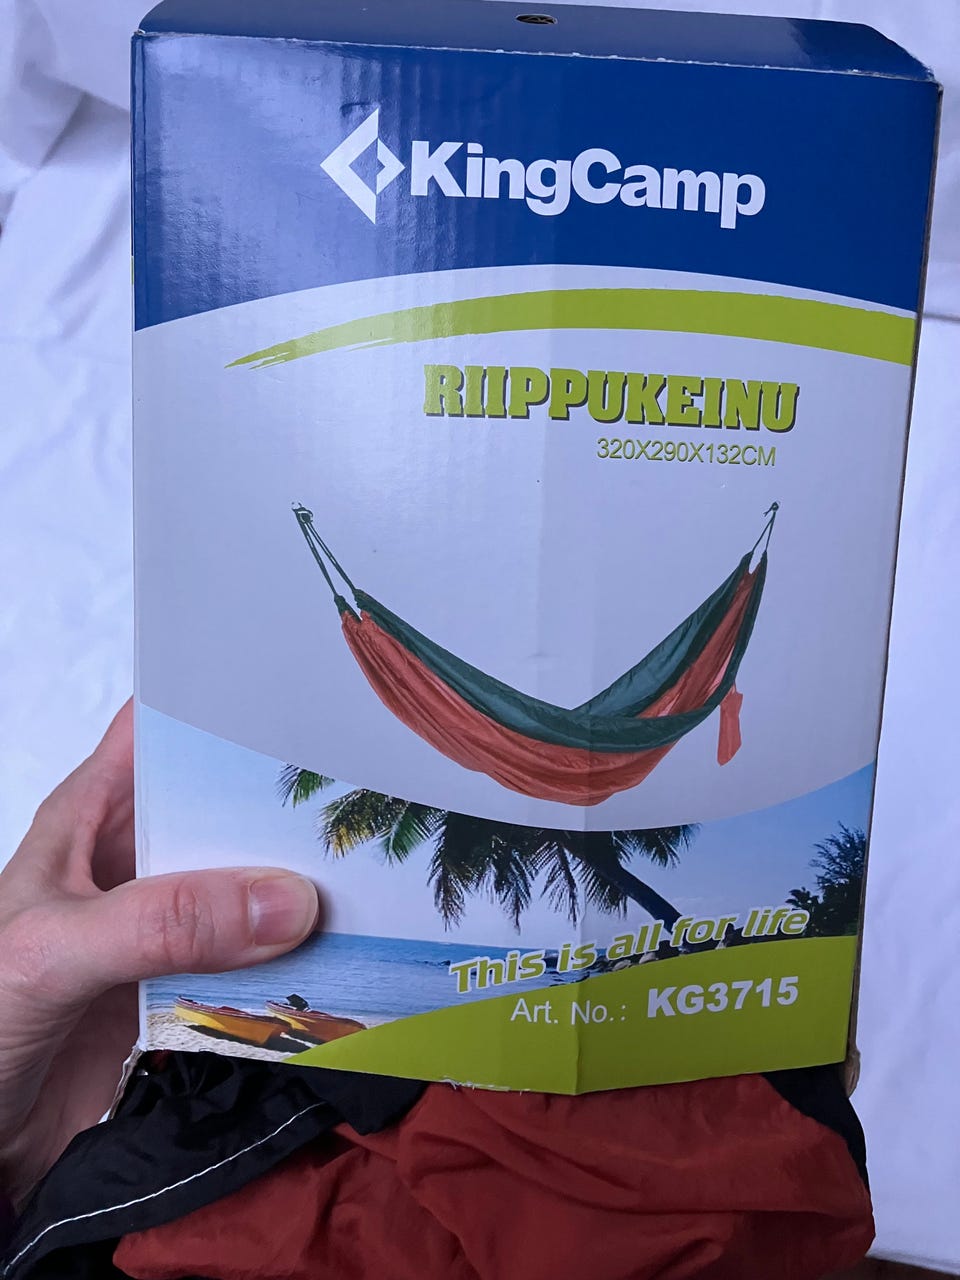 KingCamp
RIIPPUKEINU
320X290X132CM
This is all for life
Art. No.: KG3715